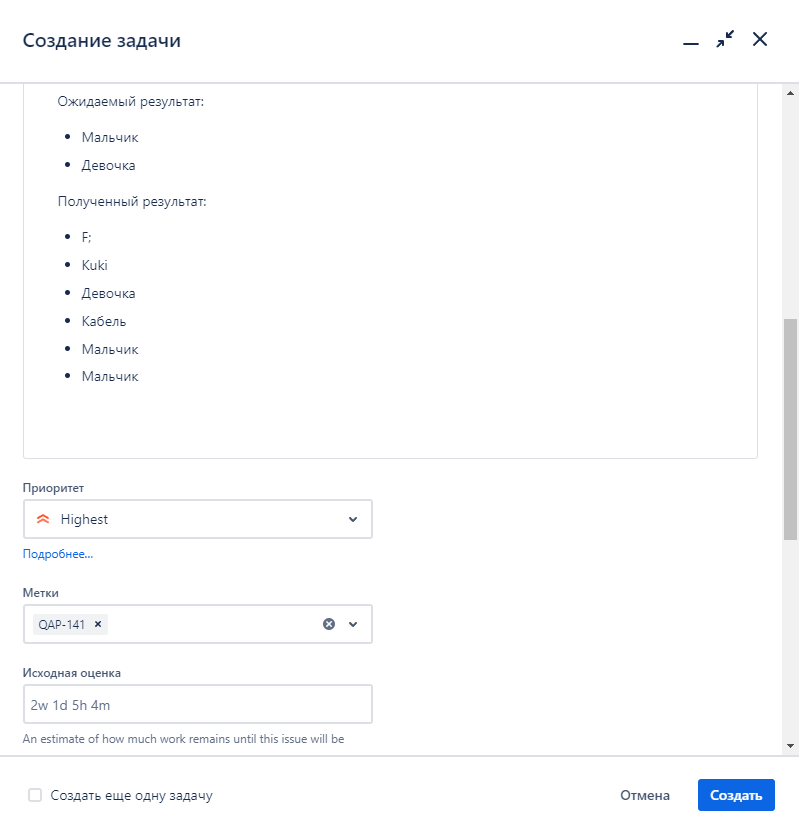 Создание задачи
Ожидаемый результат:
Мальчик
Девочка
Полученный результат:
F;
Kuki
Девочка
Кабель
Мальчик
Мальчик
Приоритет
Highest
Подробнее...
Метки
QAP-141
Исходная оценка
2w 1d 5h 4m
An estimate of how much work remains until this issue will be
Создать еще одну задачу
Отмена
Создать